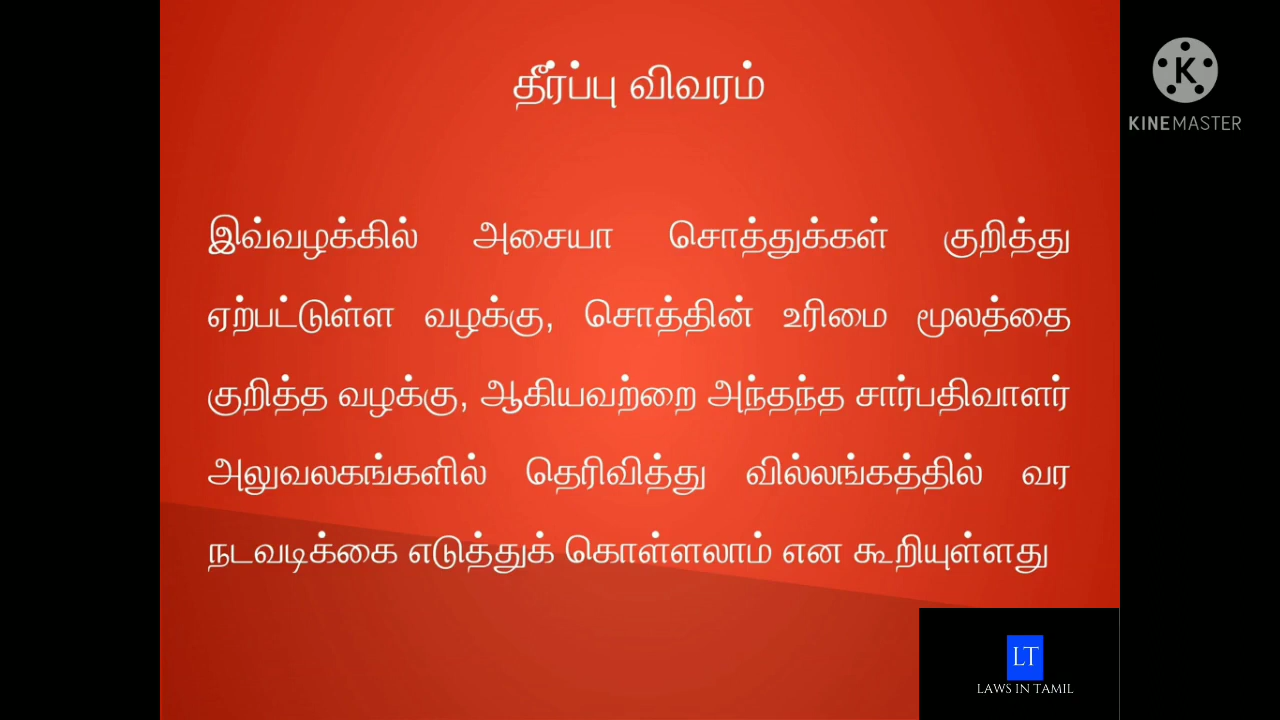 தீர்ப்பு விவரம்
KINEMASTER
இவ்வழக்கில் அசையா சொத்துக்கள் குறித்து
ஏற்பட்டுள்ள வழக்கு, சொத்தின் உரிமை மூலத்தை
குறித்த வழக்கு, ஆகியவற்றை அந்தந்த சார்பதிவாளர்
அலுவலகங்களில் தெரிவித்து வில்லங்கத்தில் வர
நடவடிக்கை எடுத்துக் கொள்ளலாம் என கூறியுள்ளது
LT
LAWS IN TAMIL